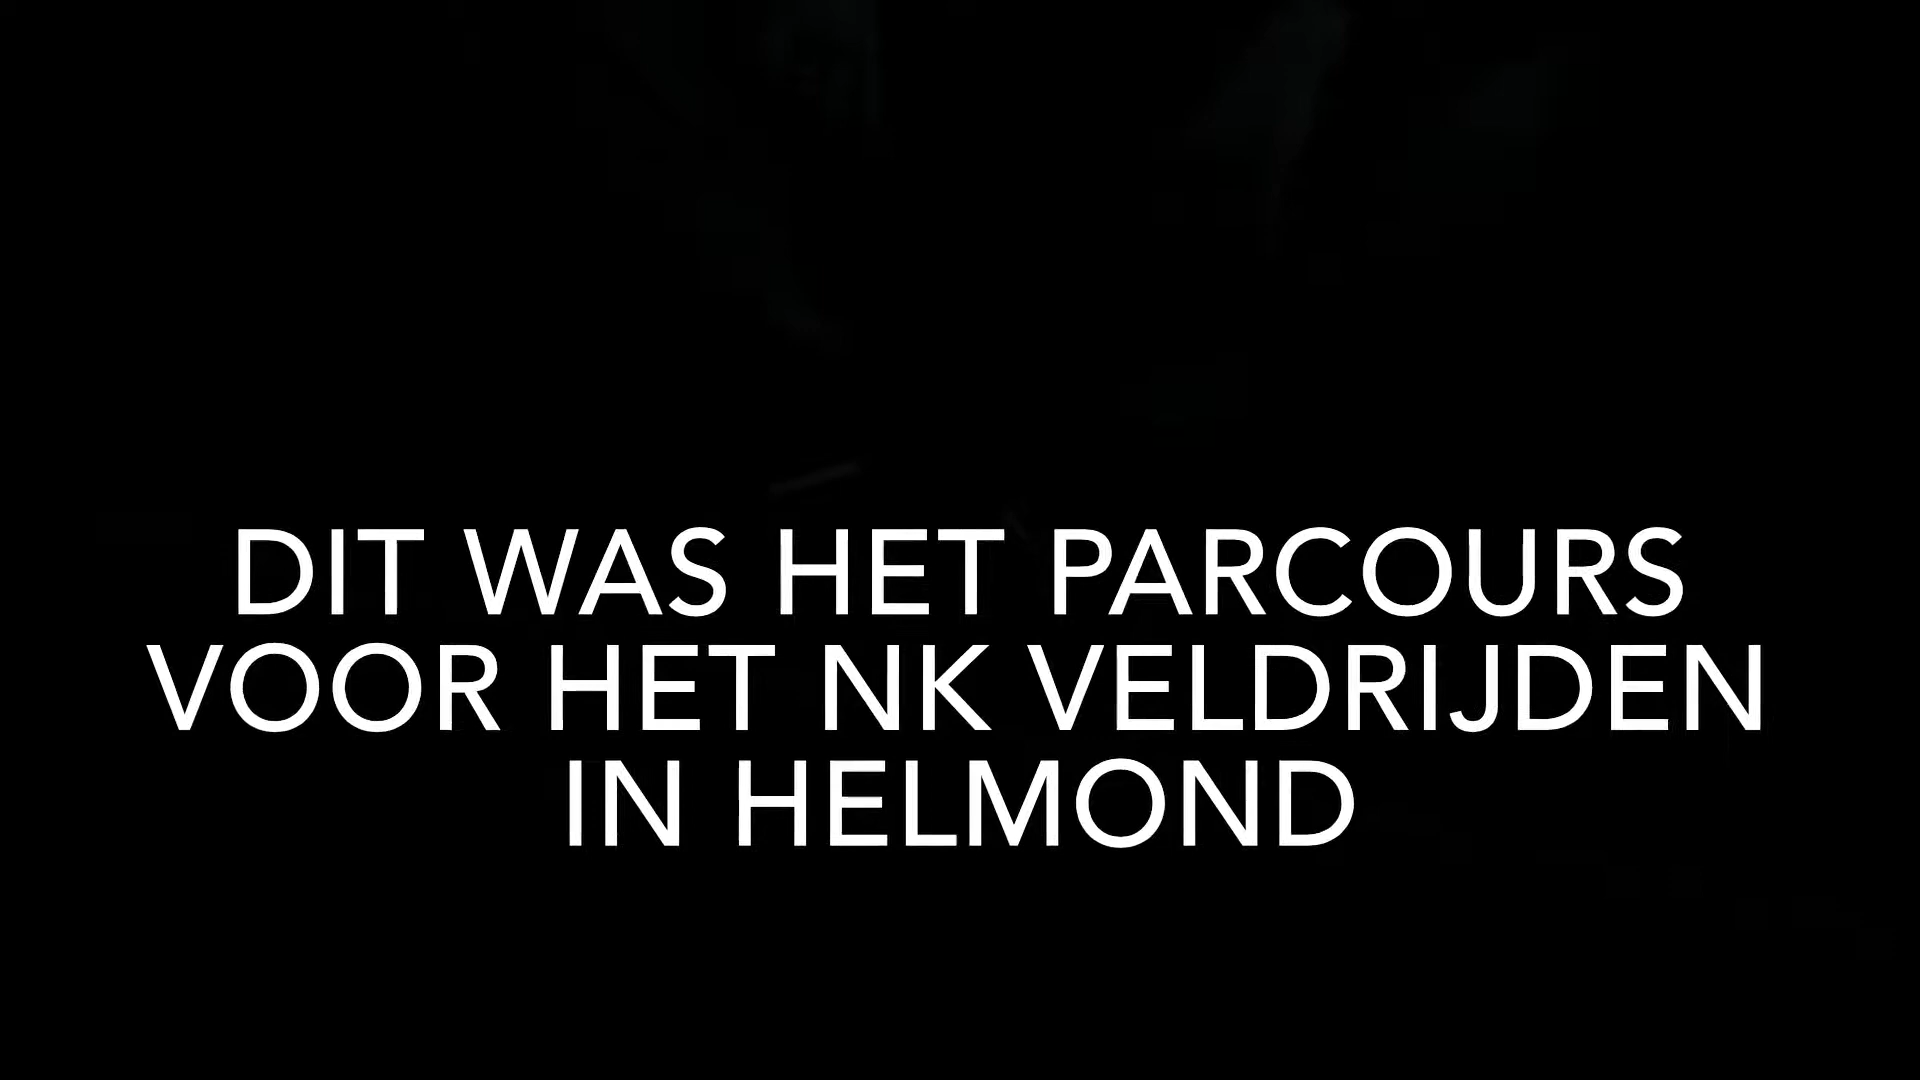 DIT WAS HET PARCOURS
VOOR HET NK VELDRIJDEN
IN HELMOND